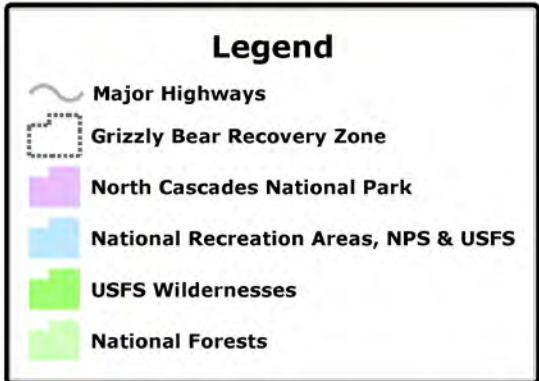 Legend
Major Highways
Grizzly Bear Recovery Zone
North Cascades National Park
National Recreation Areas, NPS & USFS
USFS Wildernesses
National Forests